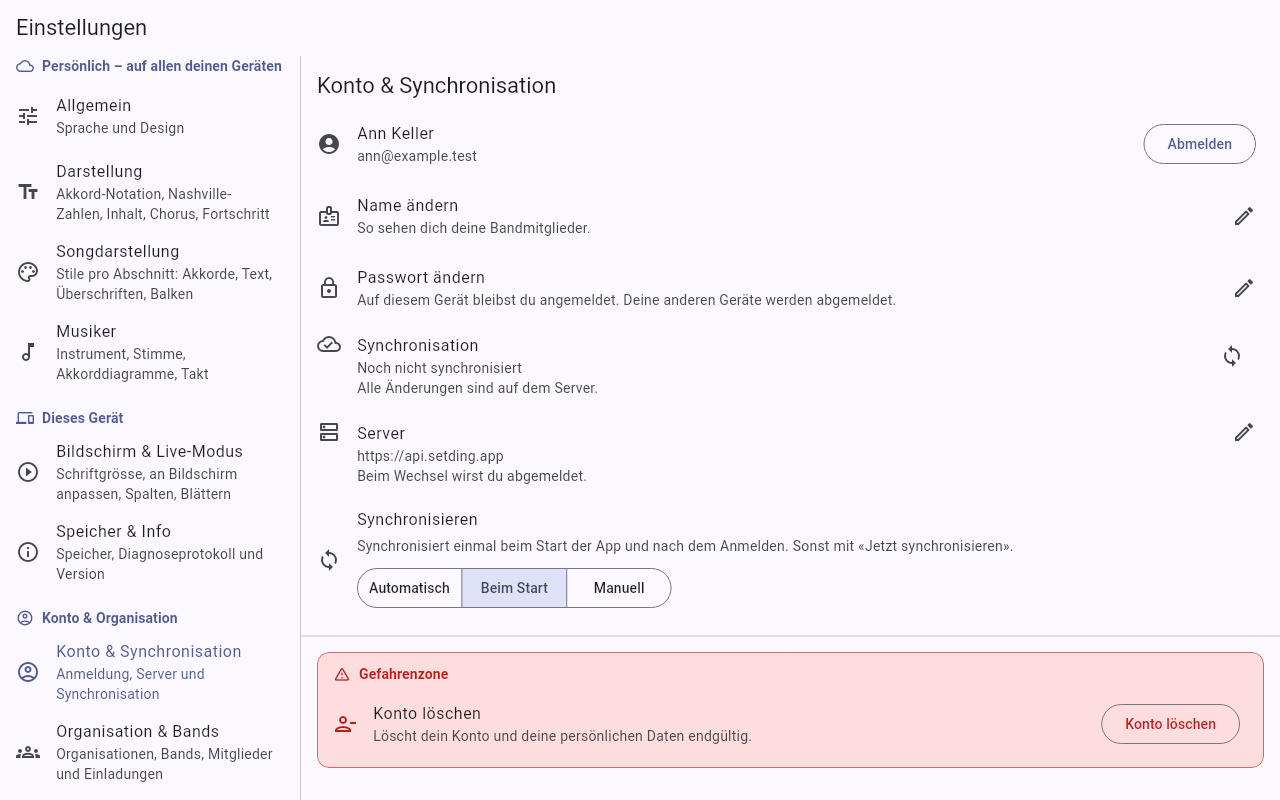 Einstellungen
Persönlich – auf allen deinen Geräten
Allgemein
Sprache und Design
Darstellung
Akkord-Notation, Nashville-
Zahlen, Inhalt, Chorus, Fortschritt
Songdarstellung
Stile pro Abschnitt: Akkorde, Text,
Überschriften, Balken
Musiker
Instrument, Stimme,
Akkorddiagramme, Takt
Dieses Gerät
Bildschirm & Live-Modus
Schriftgrösse, an Bildschirm
anpassen, Spalten, Blättern
Speicher & Info
Speicher, Diagnoseprotokoll und
Version
Konto & Organisation
Konto & Synchronisation
Anmeldung, Server und
Synchronisation
Organisation & Bands
Organisationen, Bands, Mitglieder
und Einladungen
Konto & Synchronisation
Ann Keller
ann@example.test
Abmelden
Name ändern
So sehen dich deine Bandmitglieder.
Passwort ändern
Auf diesem Gerät bleibst du angemeldet. Deine anderen Geräte werden abgemeldet.
Synchronisation
Noch nicht synchronisiert
Alle Änderungen sind auf dem Server.
Server
https://api.setding.app
Beim Wechsel wirst du abgemeldet.
Synchronisieren
Synchronisiert einmal beim Start der App und nach dem Anmelden. Sonst mit «Jetzt synchronisieren».
Automatisch Beim Start Manuell
Gefahrenzone
Konto löschen
Löscht dein Konto und deine persönlichen Daten endgültig.
Konto löschen